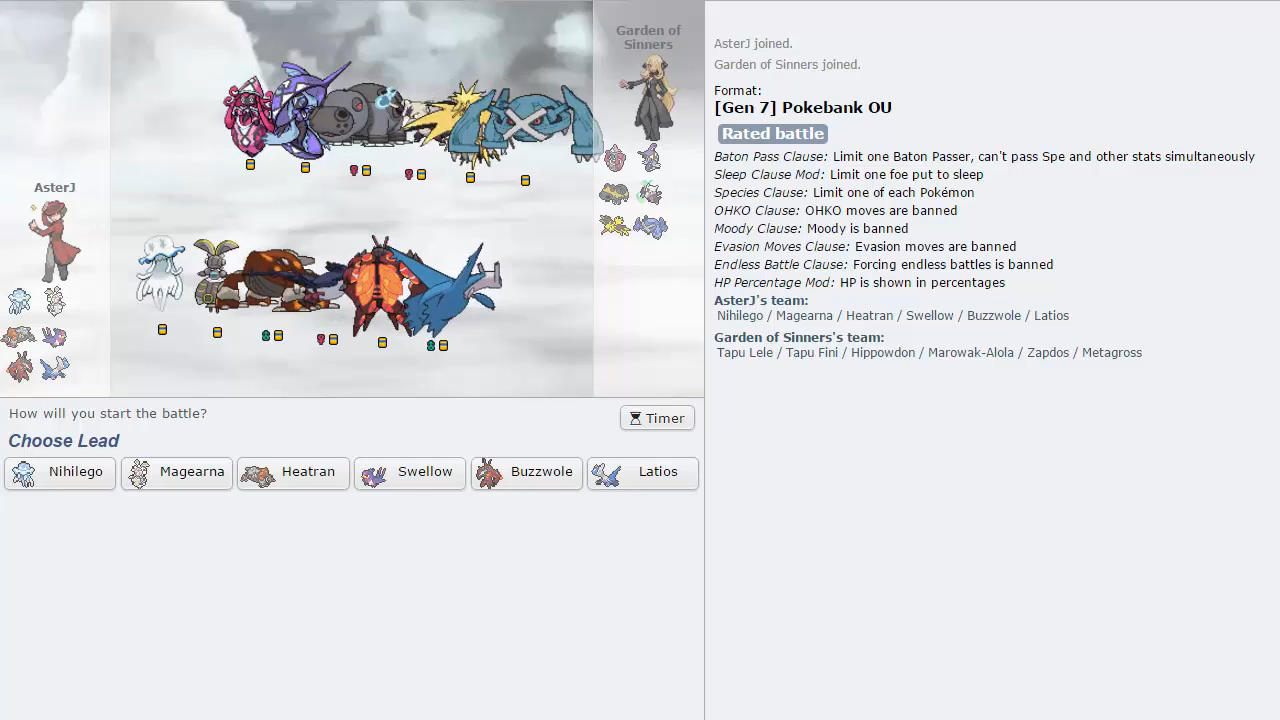 Garden of
Sinners
AsterJ
How will you start the battle?
Timer
Choose Lead
Nihilego
Magearna
Heatran
Swellow
Buzzwole
Latios
AsterJ joined.
Garden of Sinners joined.
Format:
[Gen 7] Pokebank OU
Rated battle
Baton Pass Clause: Limit one Baton Passer, can't pass Spe and other stats simultaneously
Sleep Clause Mod: Limit one foe put to sleep
Species Clause: Limit one of each Pokémon
OHKO Clause: OHKO moves are banned
Moody Clause: Moody is banned
Evasion Moves Clause: Evasion moves are banned
Endless Battle Clause: Forcing endless battles is banned
HP Percentage Mod: HP is shown in percentages
AsterJ's team:
Nihilego / Magearna / Heatran / Swellow / Buzzwole / Latios
Garden of Sinners's team:
Tapu Lele / Tapu Fini / Hippowdon / Marowak-Alola / Zapdos / Metagross